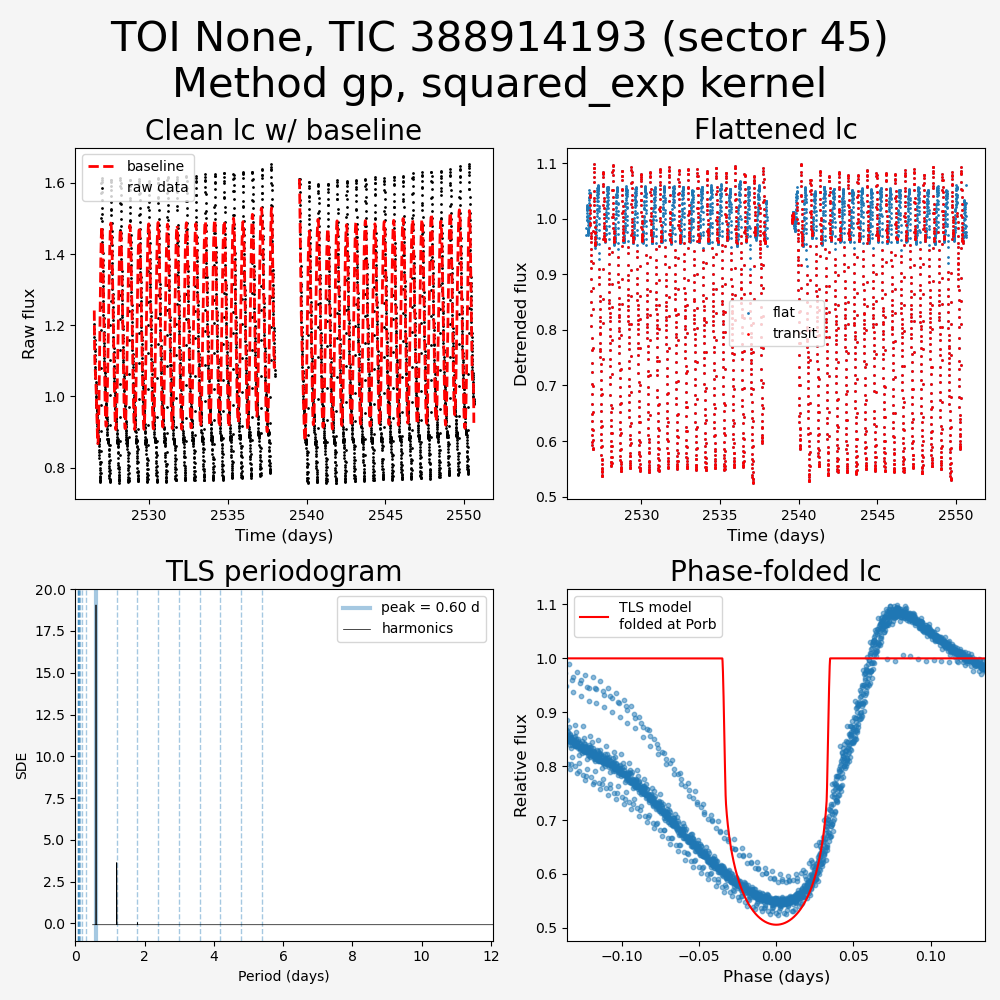 TOI None, TIC 388914193 (sector 45)
Method gp, squared_exp kernel
Clean lc w/ baseline
baseline
raw data
1.6
1.4
1.2
1.0
0.8
Raw flux
2530
2535
2540
2545
2550
Time (days)
Flattened lc
flat
transit
1.1
1.0
0.9
0.8
0.7
0.6
0.5
Detrended flux
2530
2535
2540
2545
2550
Time (days)
TLS periodogram
peak = 0.60 d
harmonics
20.0
17.5
15.0
12.5
10.0
7.5
5.0
2.5
0.0
SDE
0
2
4
6
8
10
12
Period (days)
Phase-folded lc
TLS model
folded at Porb
1.1
1.0
0.9
0.8
0.7
0.6
0.5
Relative flux
−0.10
−0.05
0.00
0.05
0.10
Phase (days)